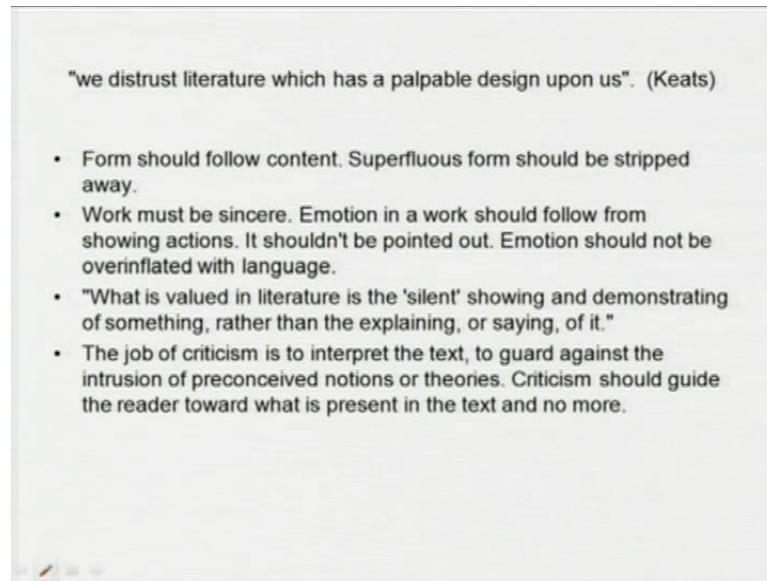 "we distrust literature which has a palpable design upon us". (Keats)
• Form should follow content. Superfluous form should be stripped
away.
• Work must be sincere. Emotion in a work should follow from
showing actions. It shouldn't be pointed out. Emotion should not be
overinflated with language.
• "What is valued in literature is the 'silent' showing and demonstrating
of something, rather than the explaining, or saying, of it."
• The job of criticism is to interpret the text, to guard against the
intrusion of preconceived notions or theories. Criticism should guide
the reader toward what is present in the text and no more.